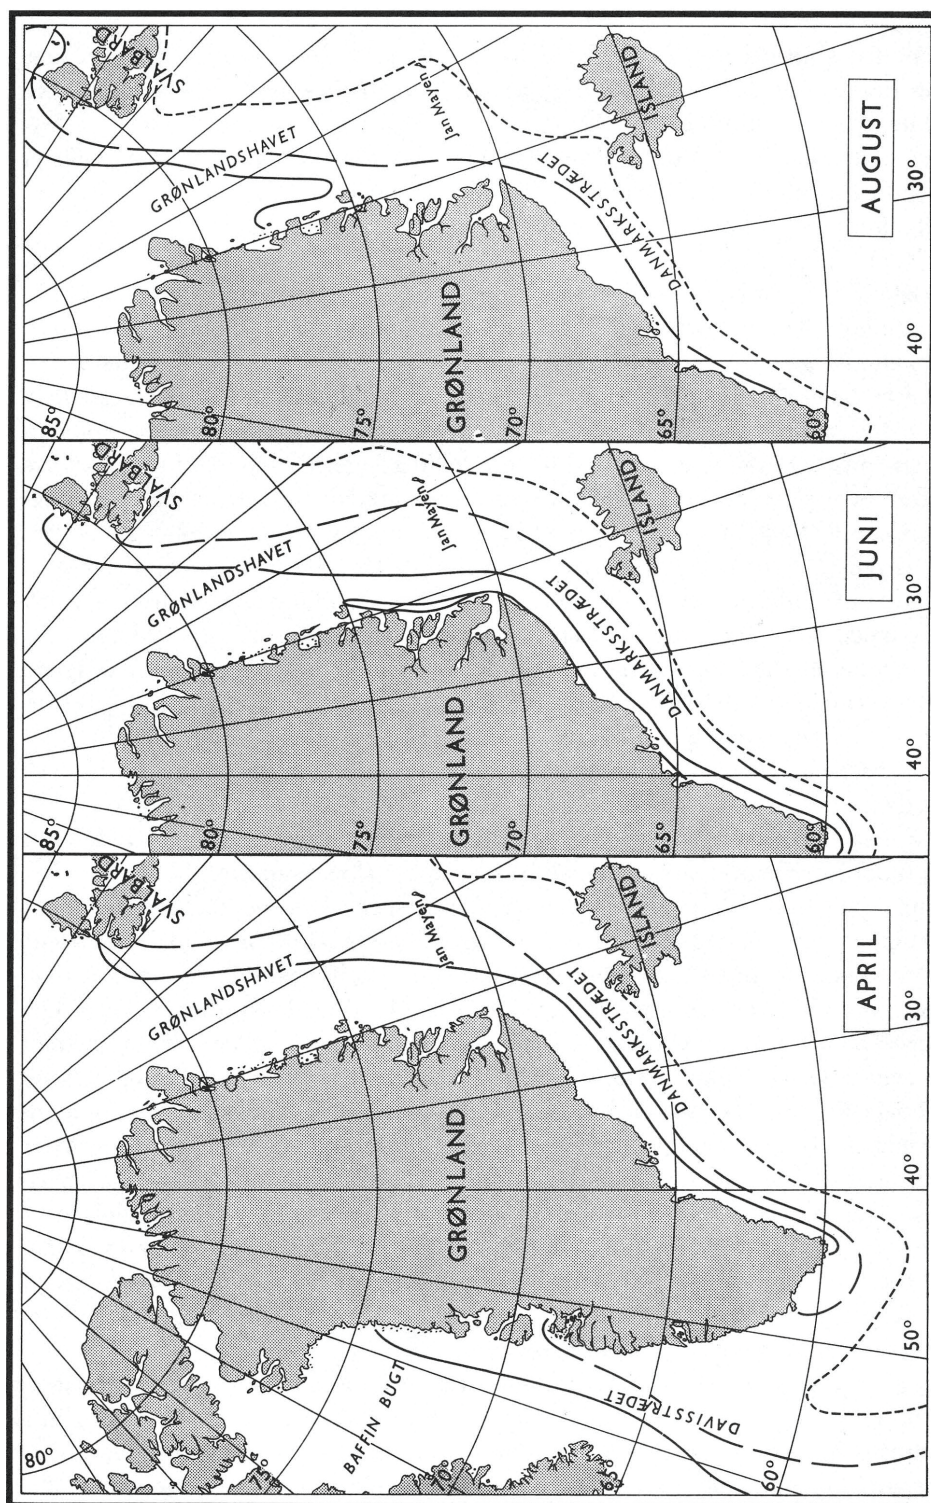 SVALBARD
80°
GRØNLANDSHAVET
75°
BAFFIN BUGT
Jan Mayen
70°
GRØNLAND
DANMARKSSTRÆDET
65°
ISLAND
DAVISSTRÆDET
60°
APRIL
50°
40°
30°
85°
SVALBARD
GRØNLANDSHAVET
80°
75°
Jan Mayen
GRØNLAND
70°
DANMARKSSTRÆDET
ISLAND
65°
60°
JUNI
40°
30°
85°
SVALBARD
GRØNLANDSHAVET
80°
75°
Jan Mayen
GRØNLAND
70°
DANMARKSSTRÆDET
ISLAND
65°
60°
AUGUST
40°
30°